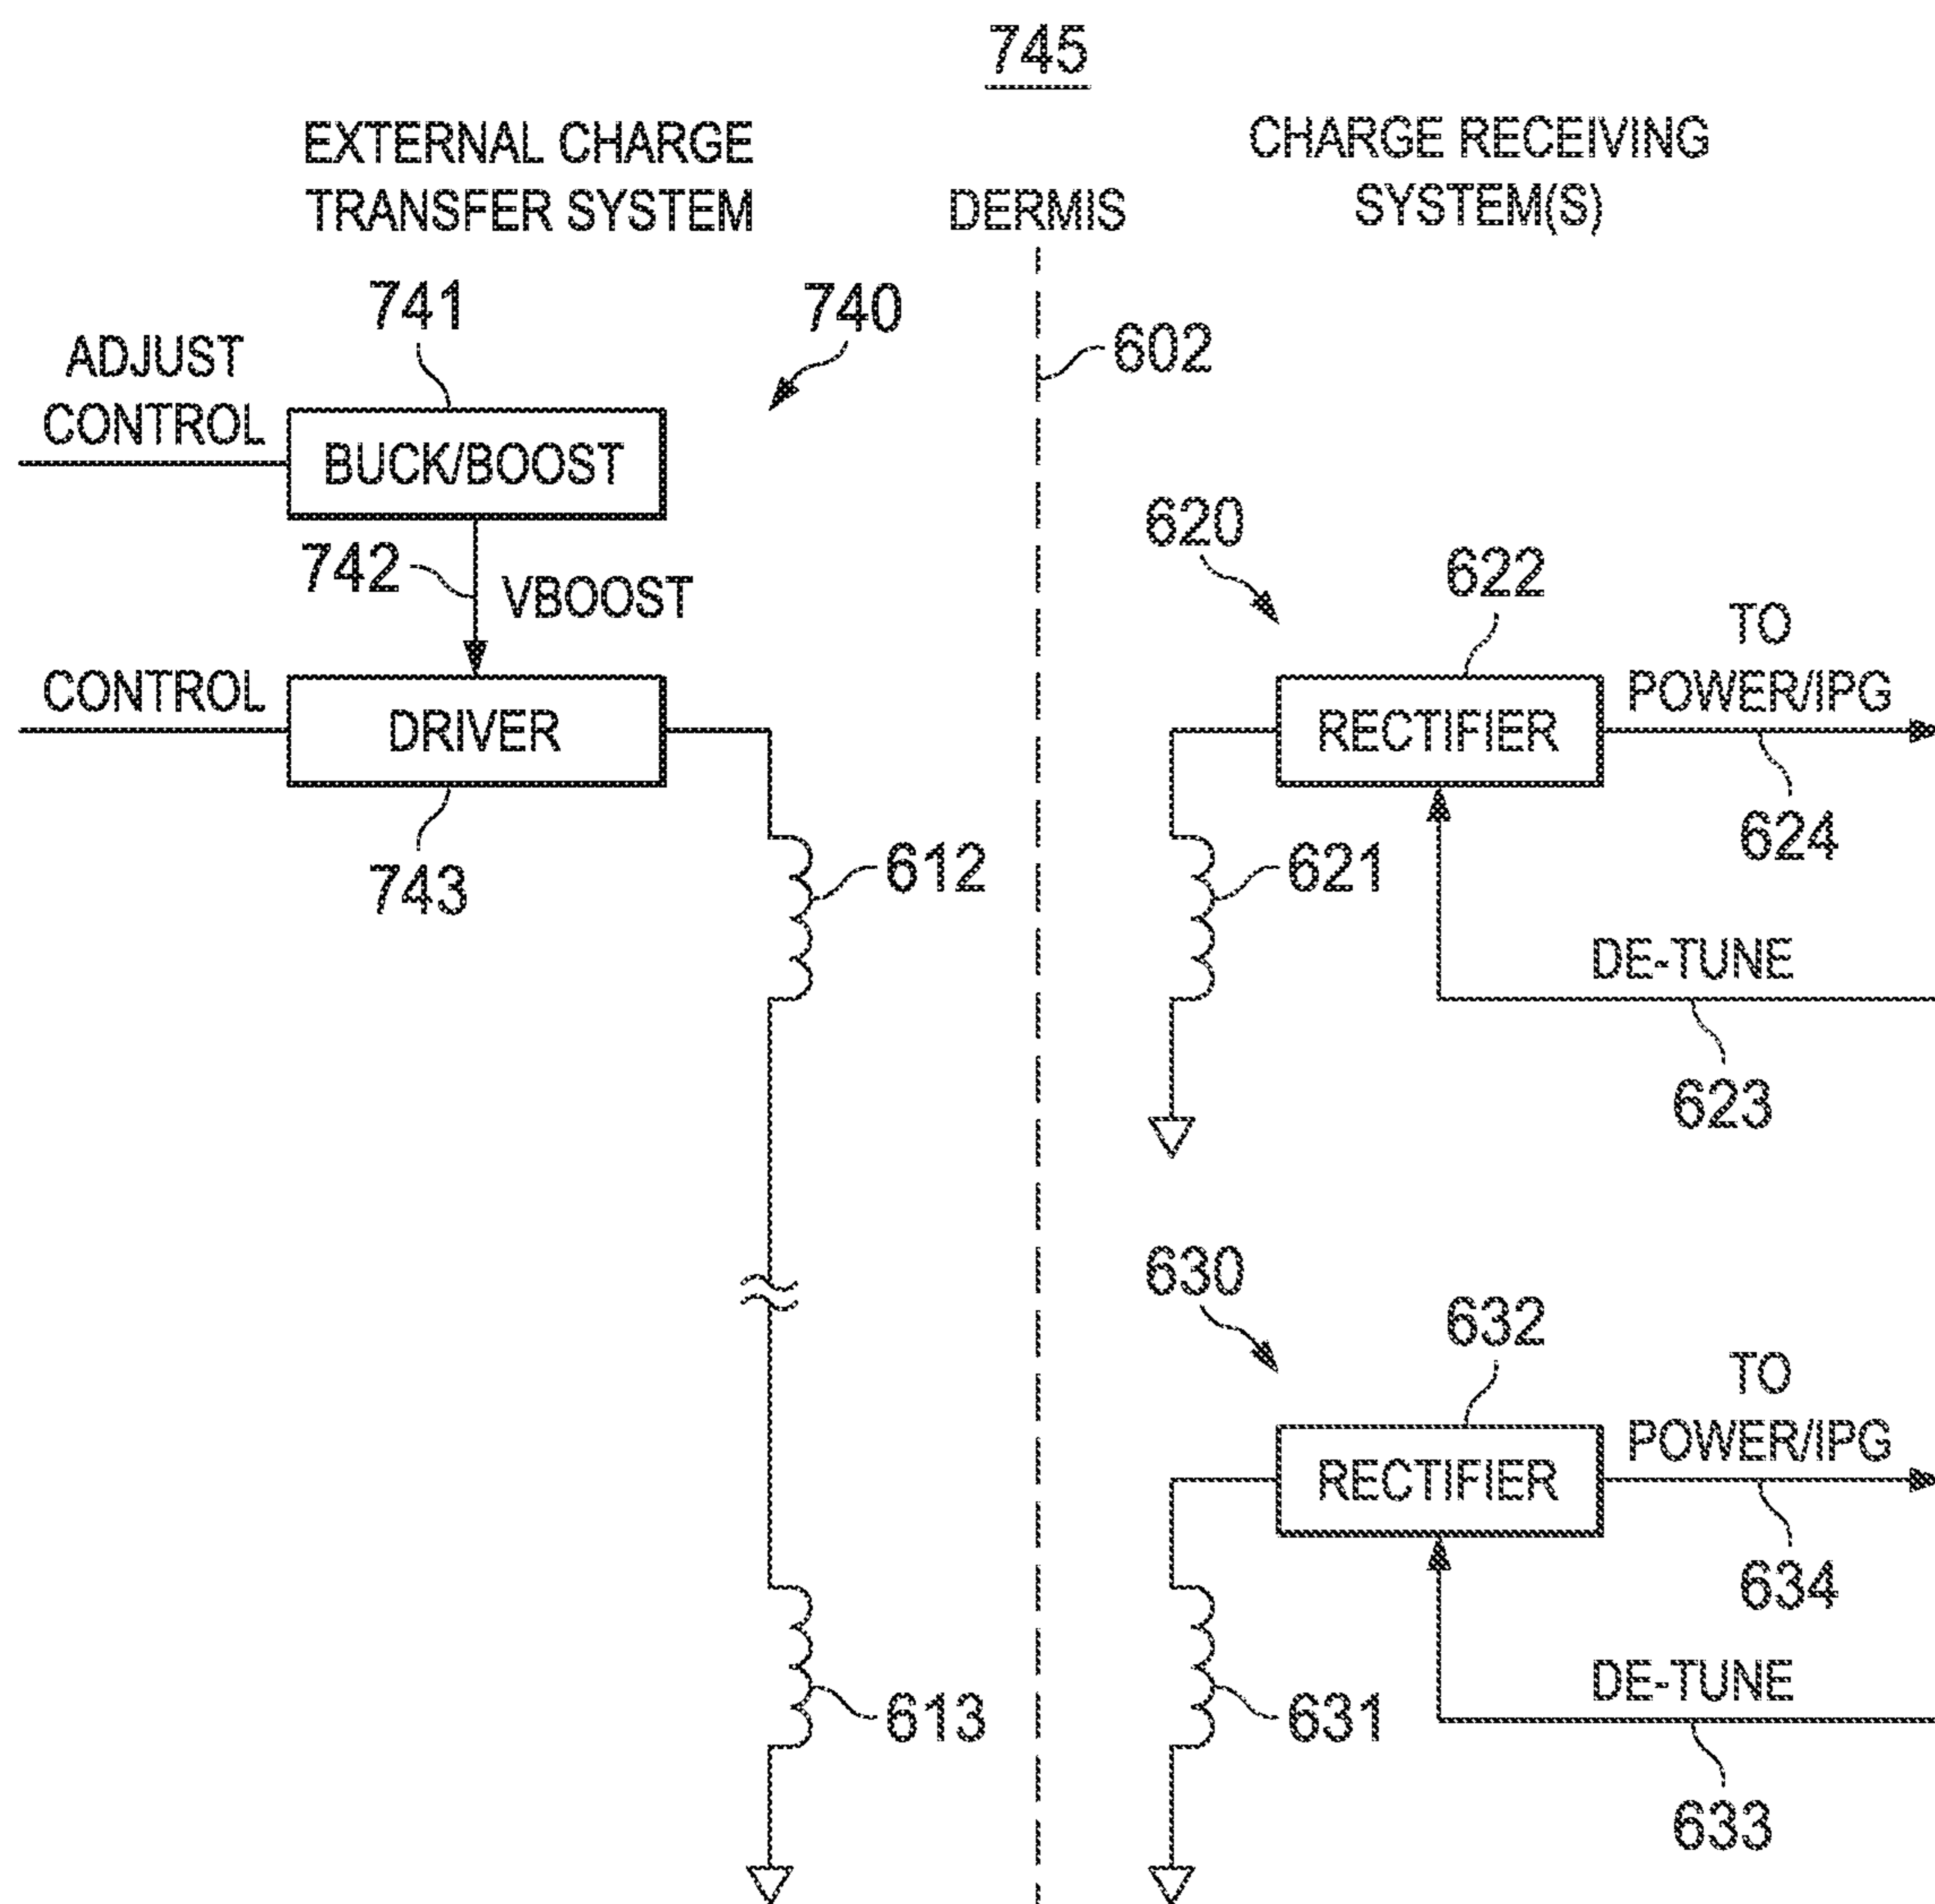 745
EXTERNAL CHARGE
TRANSFER SYSTEM
DERMIS
CHARGE RECEIVING
SYSTEM(S)
741
740
602
ADJUST
CONTROL
BUCK/BOOST
742
VBOOST
620
622
TO
POWER/IPG
CONTROL
DRIVER
RECTIFIER
624
743
612
621
DE-TUNE
623
630
632
TO
POWER/IPG
RECTIFIER
634
613
631
DE-TUNE
633